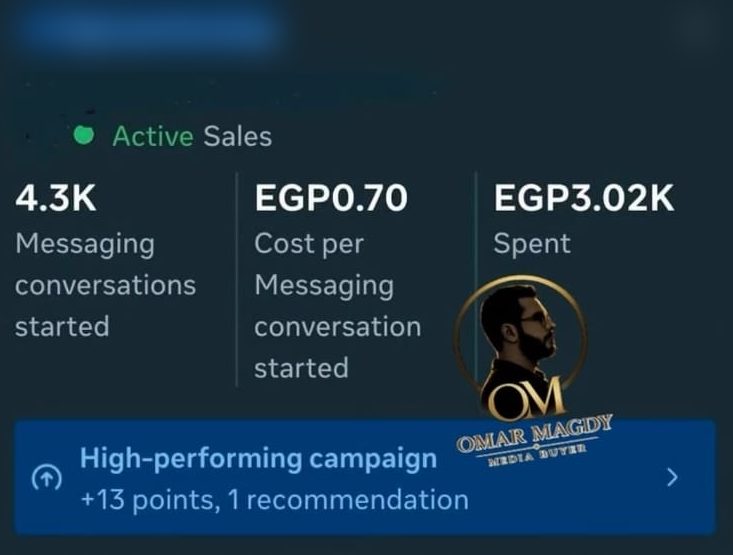 Active Sales
4.3K
Messaging
conversations
started
EGP0.70
Cost per
Messaging
conversation
started
EGP3.02K
Spent
OM
OMAR MAGDY
MEDIA BUYER
High-performing campaign
+13 points, 1 recommendation